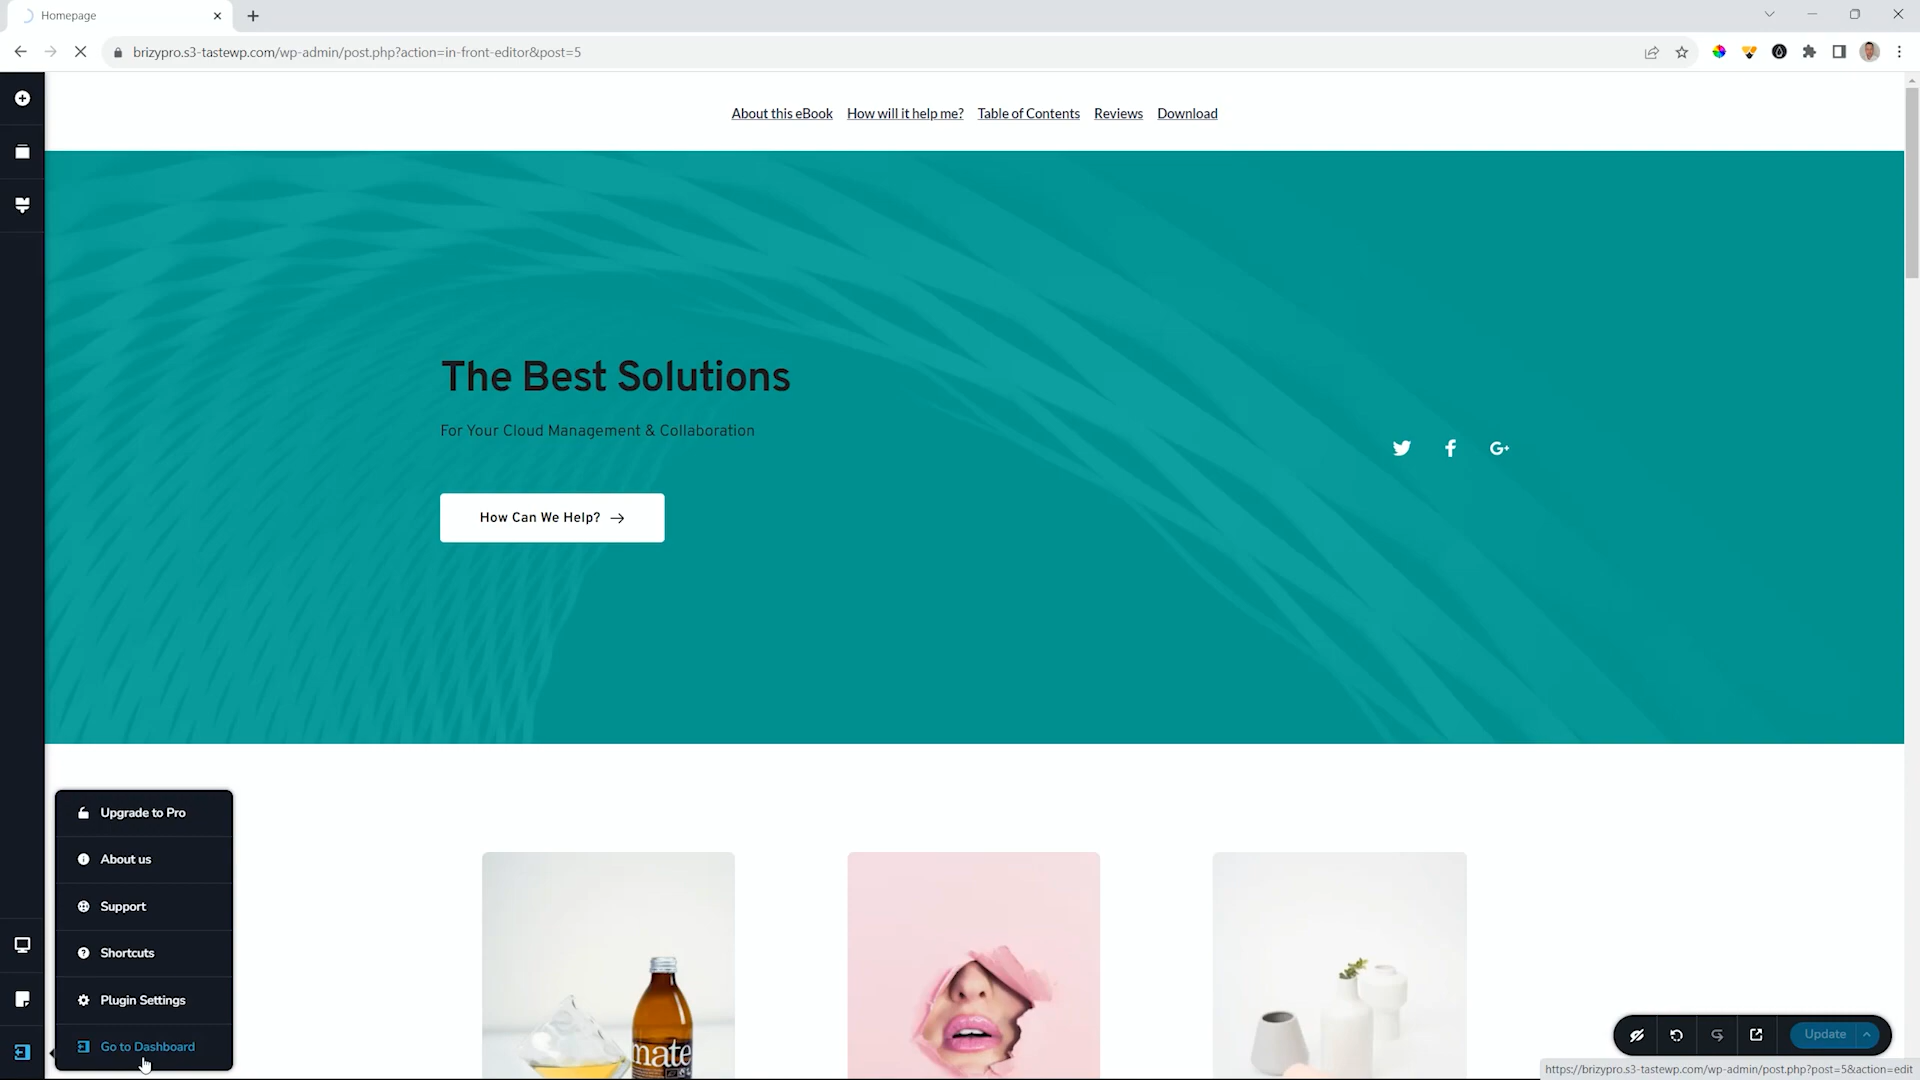 Homepage
brizypro.s3-tastewp.com/wp-admin/post.php?action=in-front-editor&post=5
About this eBook How will it help me? Table of Contents Reviews Download
The Best Solutions
For Your Cloud Management & Collaboration
G+
How Can We Help? →
Upgrade to Pro
About us
Support
Shortcuts
Plugin Settings
Go to Dashboard
mate
Update
https://brizypro.s3-tastewp.com/wp-admin/post.php?post=5&action=edit